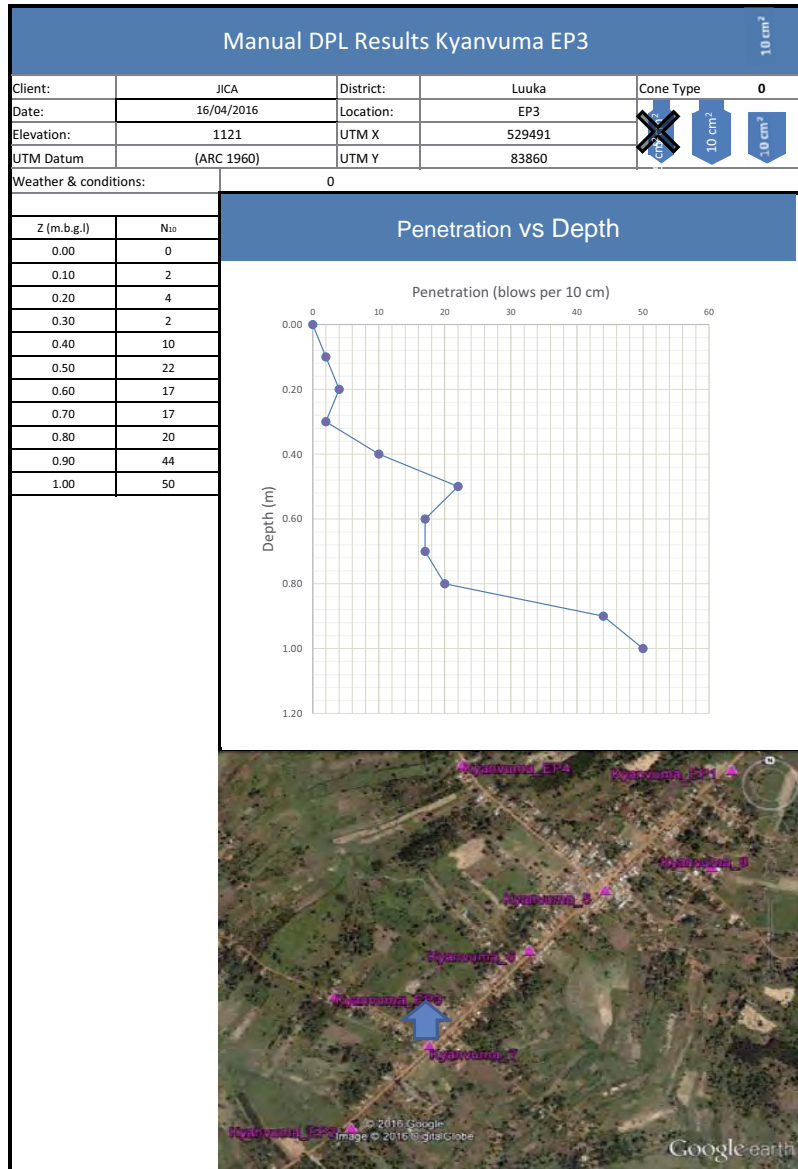 Manual DPL Results Kyanvuma EP3
10 cm²
Client: JICA District: Luuka Cone Type 0
Date: 16/04/2016 Location: EP3
Elevation: 1121 UTM X 529491
10 cm²
10 cm²
UTM Datum (ARC 1960) UTM Y 83860
Weather & conditions: 0
Z (m.b.g.l) N10
0.00 0
0.10 2
0.20 4
0.30 2
0.40 10
0.50 22
0.60 17
0.70 17
0.80 20
0.90 44
1.00 50
Penetration vs Depth
Penetration (blows per 10 cm)
0 10 20 30 40 50 60
0.00
0.20
0.40
0.60
0.80
1.00
1.20
Depth (m)
Kyanvuma_EP4 Kyanvuma_EP1
Kyanvuma_5
Kyanvuma_EP3
Kyanvuma_7
© 2016 Google
Image © 2016 DigitalGlobe
Google earth